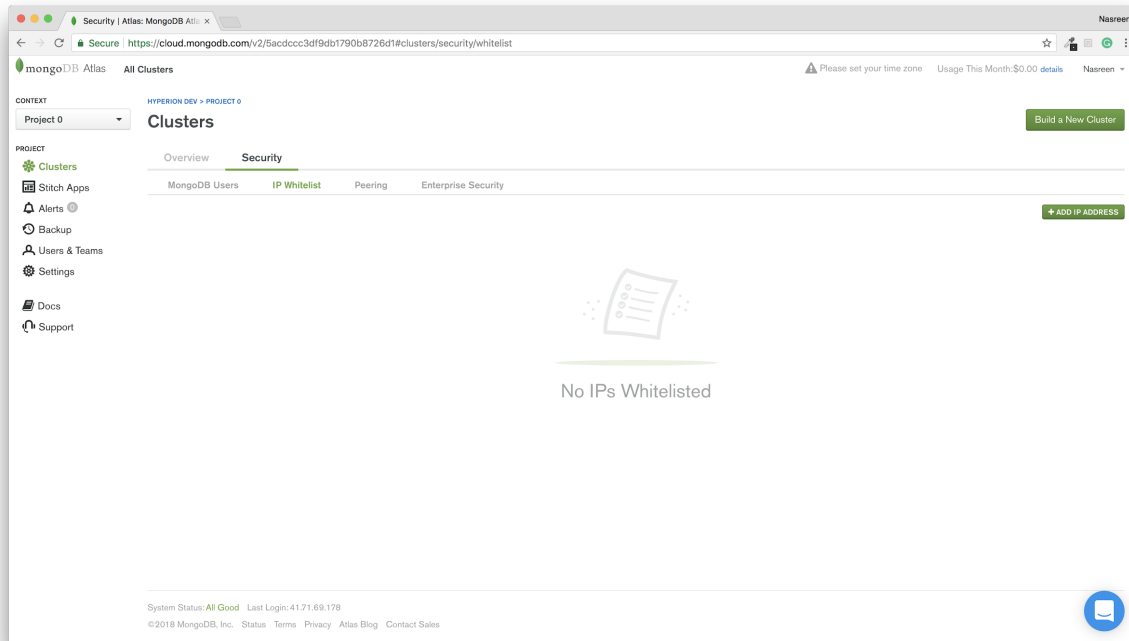 Security | Atlas: MongoDB Atla
Nasreen
Secure https://cloud.mongodb.com/v2/5acdccc3df9db1790b8726d1#clusters/security/whitelist
mongoDB Atlas All Clusters Please set your time zone Usage This Month:$0.00 details Nasreen
CONTEXT
Project 0
PROJECT
Clusters
Stitch Apps
Alerts 0
Backup
Users & Teams
Settings
Docs
Support
HYPERION DEV > PROJECT 0
Clusters
Build a New Cluster
Overview Security
MongoDB Users IP Whitelist Peering Enterprise Security
+ ADD IP ADDRESS
No IPs Whitelisted
System Status: All Good Last Login: 41.71.69.178
©2018 MongoDB, Inc. Status Terms Privacy Atlas Blog Contact Sales